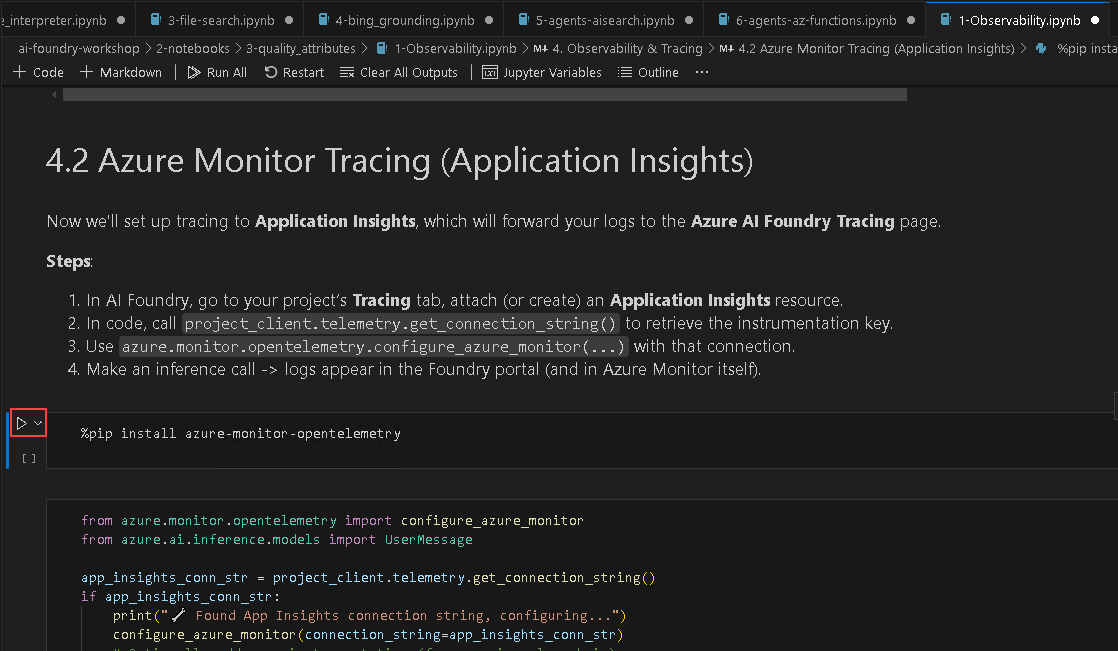 e_interpreter.ipynb
3-file-search.ipynb
4-bing_grounding.ipynb
5-agents-aisearch.ipynb
6-agents-az-functions.ipynb
1-Observability.ipynb
ai-foundry-workshop > 2-notebooks > 3-quality_attributes > 1-Observability.ipynb > M↓ 4. Observability & Tracing > M↓ 4.2 Azure Monitor Tracing (Application Insights) > %pip insta
+ Code + Markdown | Run All Restart Clear All Outputs | Jupyter Variables Outline ...
4.2 Azure Monitor Tracing (Application Insights)
Now we'll set up tracing to Application Insights, which will forward your logs to the Azure AI Foundry Tracing page.
Steps:
1. In AI Foundry, go to your project's Tracing tab, attach (or create) an Application Insights resource.
2. In code, call project_client.telemetry.get_connection_string() to retrieve the instrumentation key.
3. Use azure.monitor.opentelemetry.configure_azure_monitor(...) with that connection.
4. Make an inference call -> logs appear in the Foundry portal (and in Azure Monitor itself).
%pip install azure-monitor-opentelemetry
[ ]
from azure.monitor.opentelemetry import configure_azure_monitor
from azure.ai.inference.models import UserMessage
app_insights_conn_str = project_client.telemetry.get_connection_string()
if app_insights_conn_str:
print("🔧 Found App Insights connection string, configuring...")
configure_azure_monitor(connection_string=app_insights_conn_str)